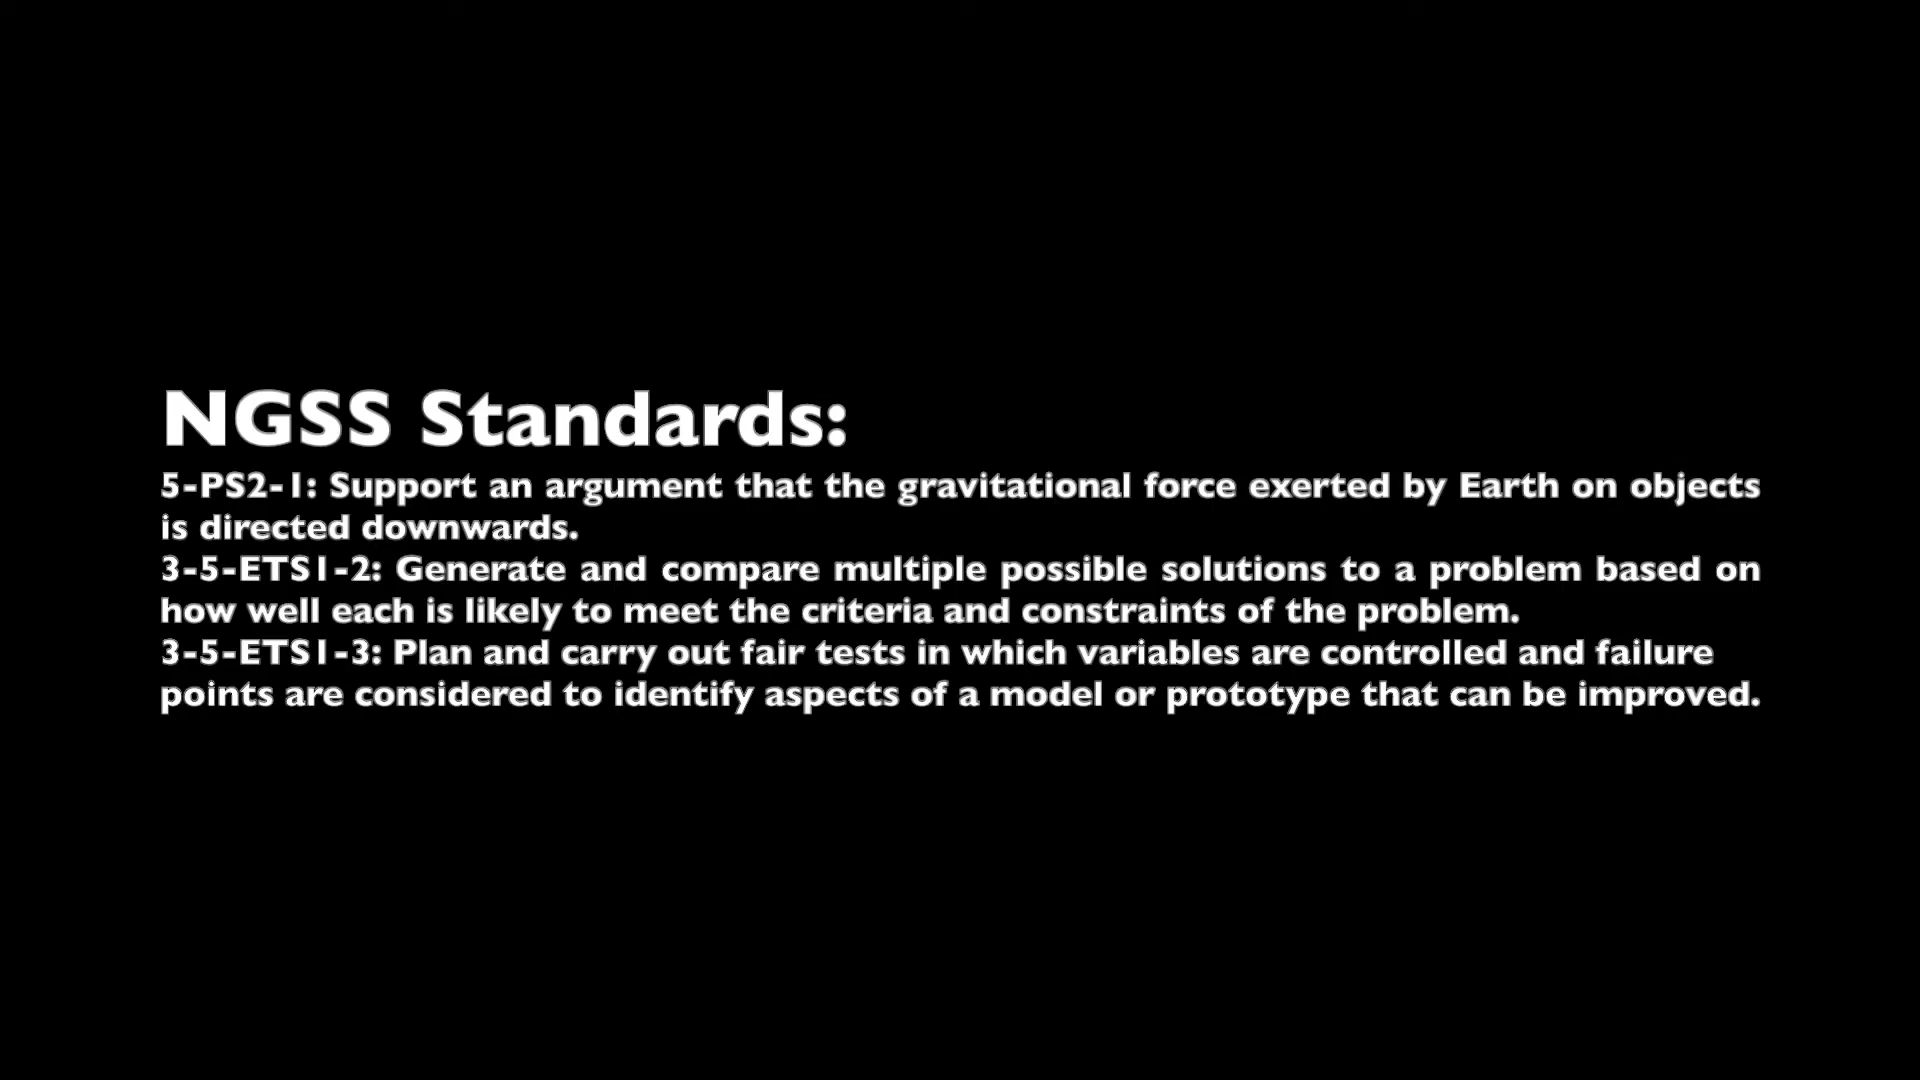 NGSS Standards:
5-PS2-1: Support an argument that the gravitational force exerted by Earth on objects
is directed downwards.
3-5-ETS1-2: Generate and compare multiple possible solutions to a problem based on
how well each is likely to meet the criteria and constraints of the problem.
3-5-ETS1-3: Plan and carry out fair tests in which variables are controlled and failure
points are considered to identify aspects of a model or prototype that can be improved.